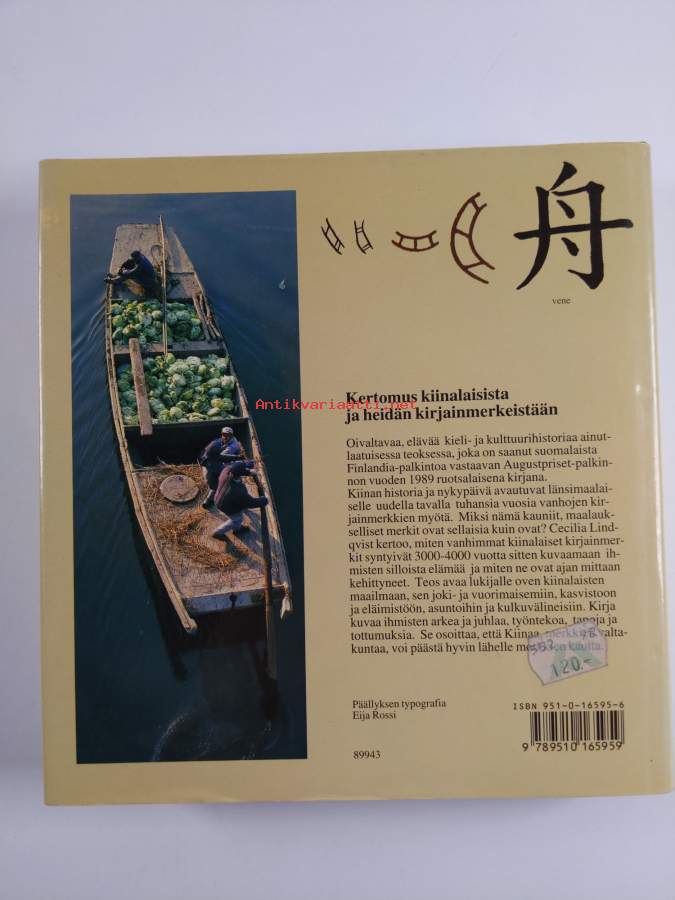 舟
vene
Kertomus kiinalaisista
ja heidän kirjainmerkeistään
Antikvariaatti.net
Oivaltavaa, elävää kieli- ja kulttuurihistoriaa ainut-
laatuisessa teoksessa, joka on saanut suomalaista
Finlandia-palkintoa vastaavan Augustpriset-palkin-
non vuoden 1989 ruotsalaisena kirjana.
Kiinan historia ja nykypäivä avautuvat länsimaalai-
selle uudella tavalla tuhansia vuosia vanhojen kir-
jainmerkkien myötä. Miksi nämä kauniit, maalauk-
selliset merkit ovat sellaisia kuin ovat? Cecilia Lind-
qvist kertoo, miten vanhimmat kiinalaiset kirjainmer-
kit syntyivät 3000-4000 vuotta sitten kuvaamaan ih-
misten silloista elämää ja miten ne ovat ajan mittaan
kehittyneet. Teos avaa lukijalle oven kiinalaisten
maailmaan, sen joki- ja vuorimaisemiin, kasvistoon
ja eläimistöön, asuntoihin ja kulkuvälineisiin. Kirja
kuvaa ihmisten arkea ja juhlaa, työntekoa, tapoja ja
tottumuksia. Se osoittaa, että Kiinaa, valta-
kuntaa, voi päästä hyvin lähelle kautta.
120.-
Päällyksen typografia
Eija Rossi
89943
ISBN 951-0-16595-6
9 789510 165959